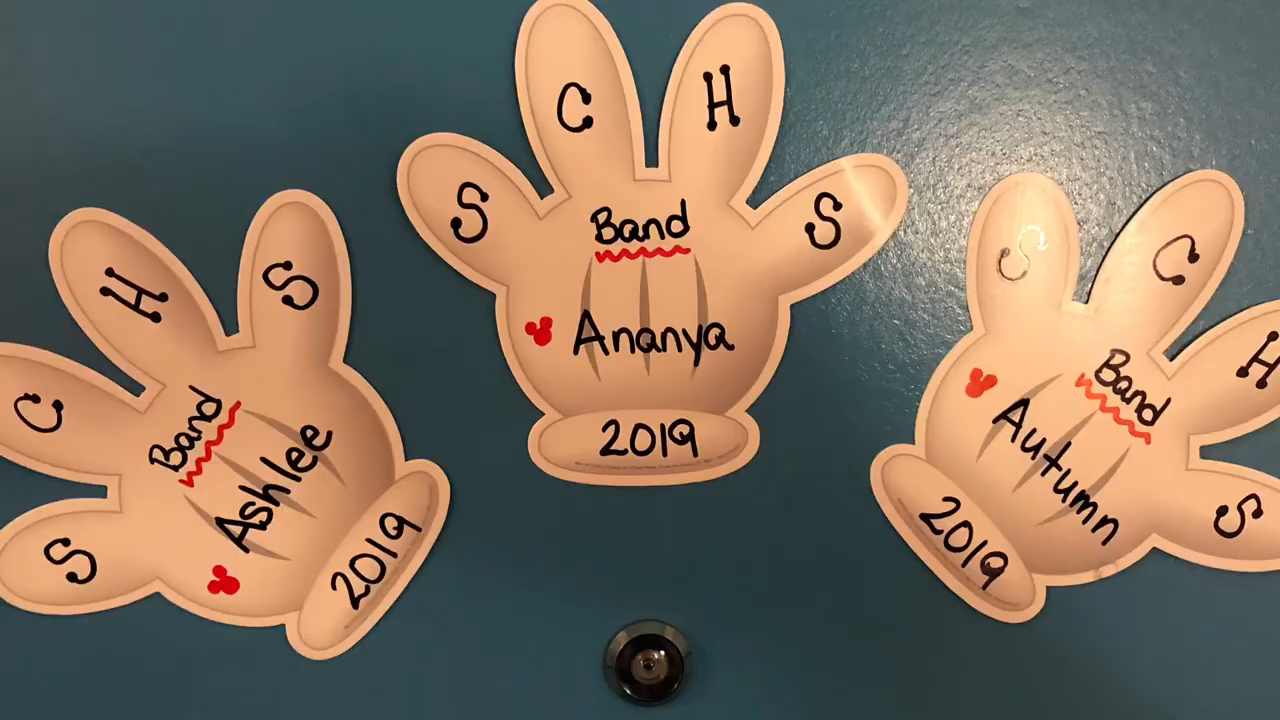 S C H S
Band
Ashlee
2019
S C H S
Band
Ananya
2019
S C H S
Band
Autumn
2019